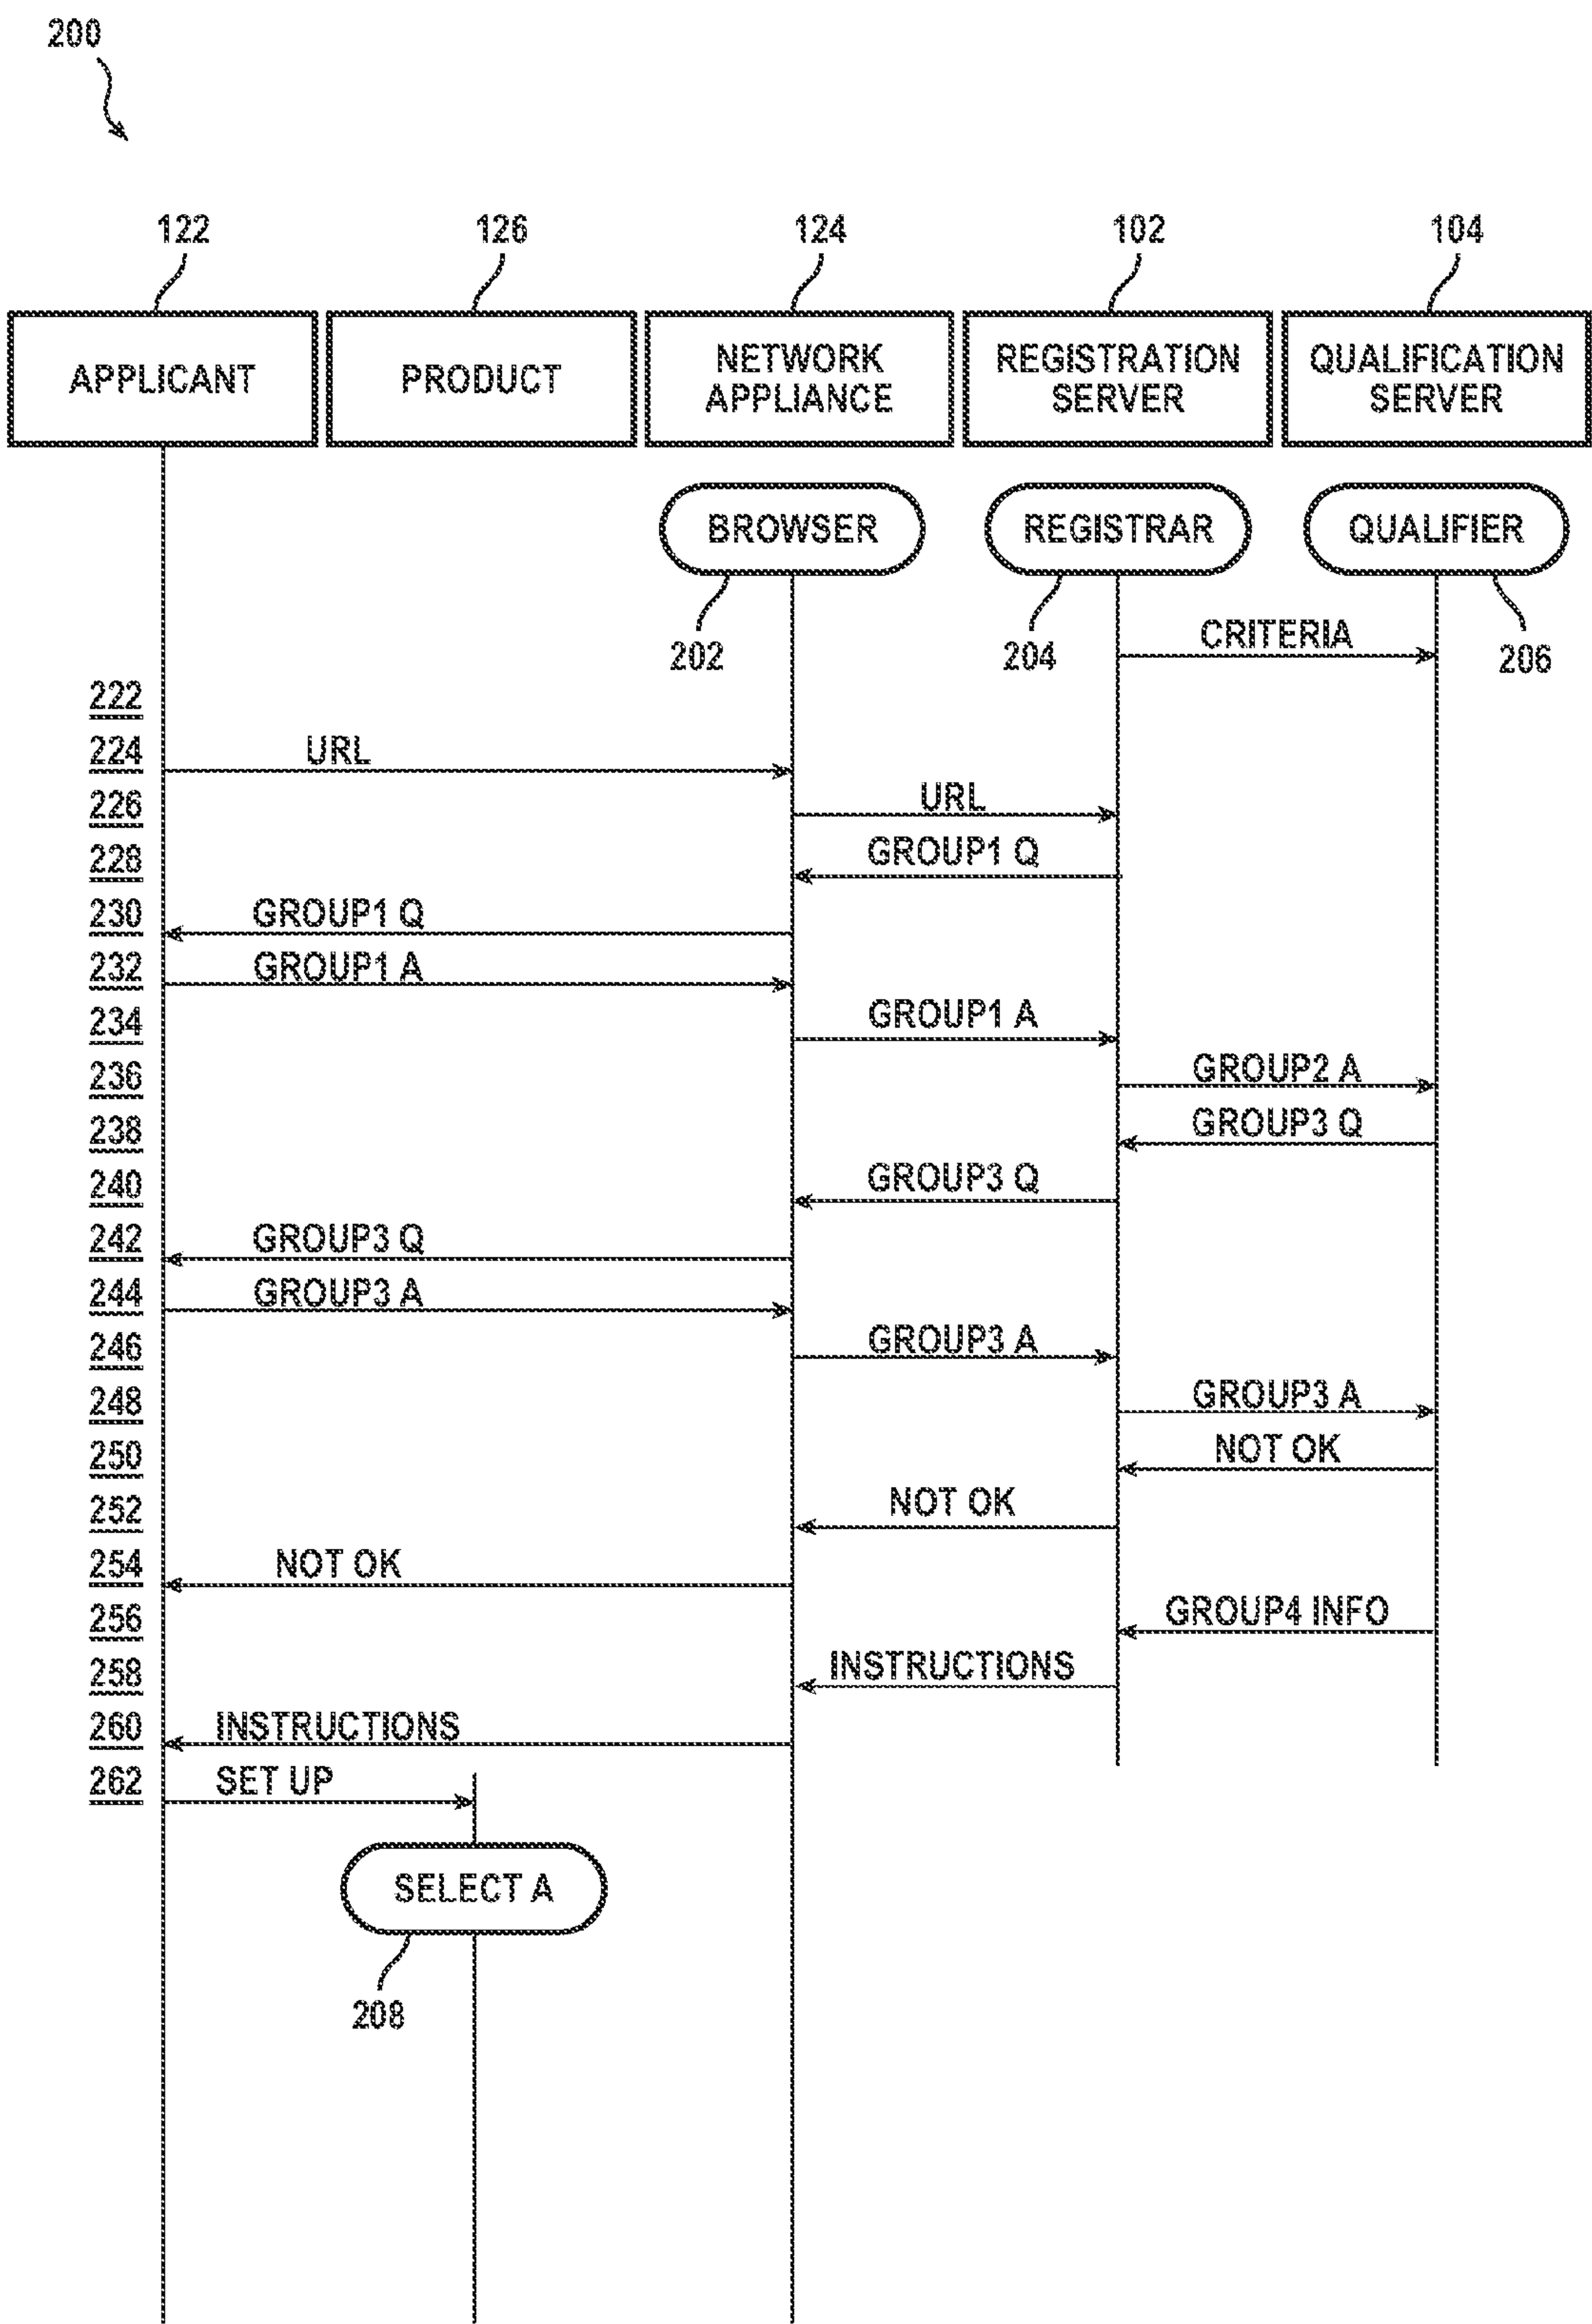 200
122
126
124
102
104
APPLICANT
PRODUCT
NETWORK
APPLIANCE
REGISTRATION
SERVER
QUALIFICATION
SERVER
BROWSER
REGISTRAR
QUALIFIER
202
204
206
CRITERIA
222
224
URL
226
URL
228
GROUP1 Q
230
GROUP1 Q
232
GROUP1 A
234
GROUP1 A
236
GROUP2 A
238
GROUP3 Q
240
GROUP3 Q
242
GROUP3 Q
244
GROUP3 A
246
GROUP3 A
248
GROUP3 A
250
NOT OK
252
NOT OK
254
NOT OK
256
GROUP4 INFO
258
INSTRUCTIONS
260
INSTRUCTIONS
262
SET UP
SELECT A
208